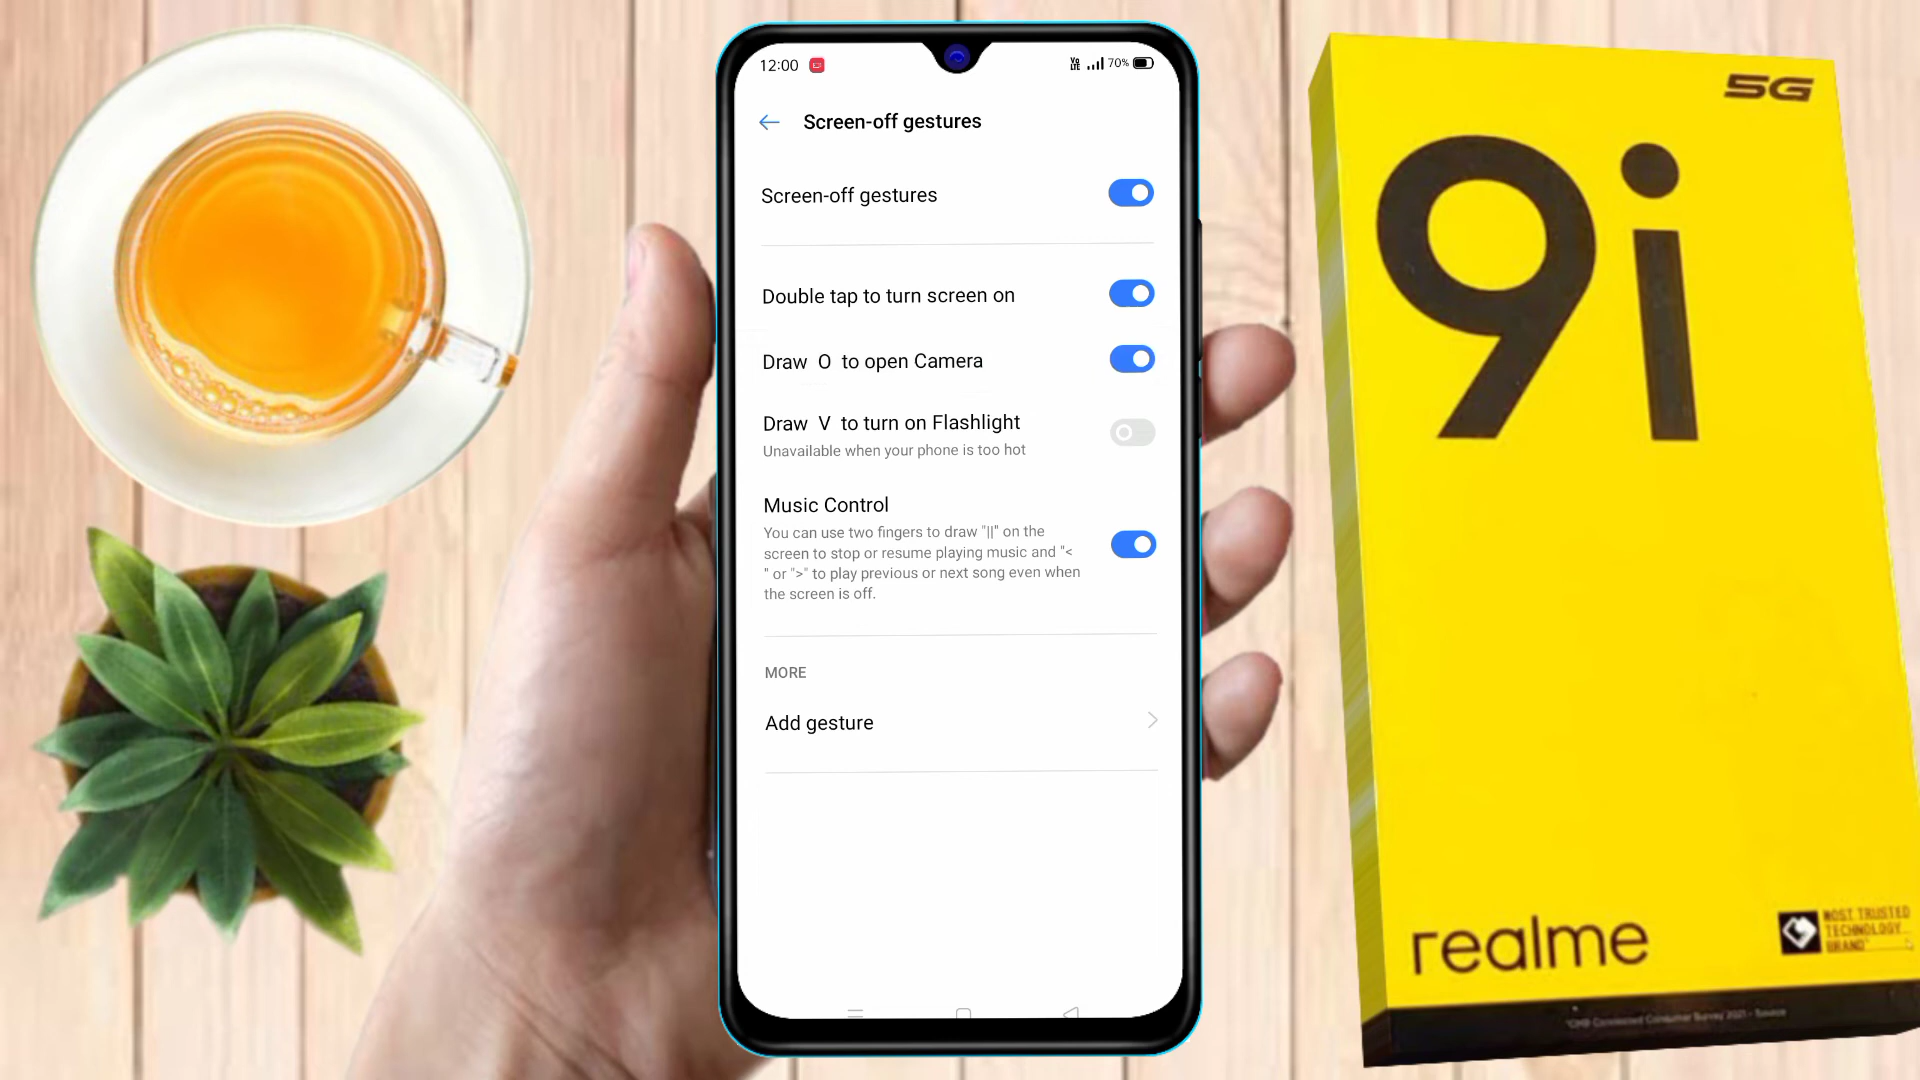 12:00
Vo LTE 70%
Screen-off gestures
Screen-off gestures
Double tap to turn screen on
Draw O to open Camera
Draw V to turn on Flashlight
Unavailable when your phone is too hot
Music Control
You can use two fingers to draw "||" on the
screen to stop or resume playing music and "<
" or ">" to play previous or next song even when
the screen is off.
MORE
Add gesture
5G
9i
realme
MOST TRUSTED
TECHNOLOGY
BRAND